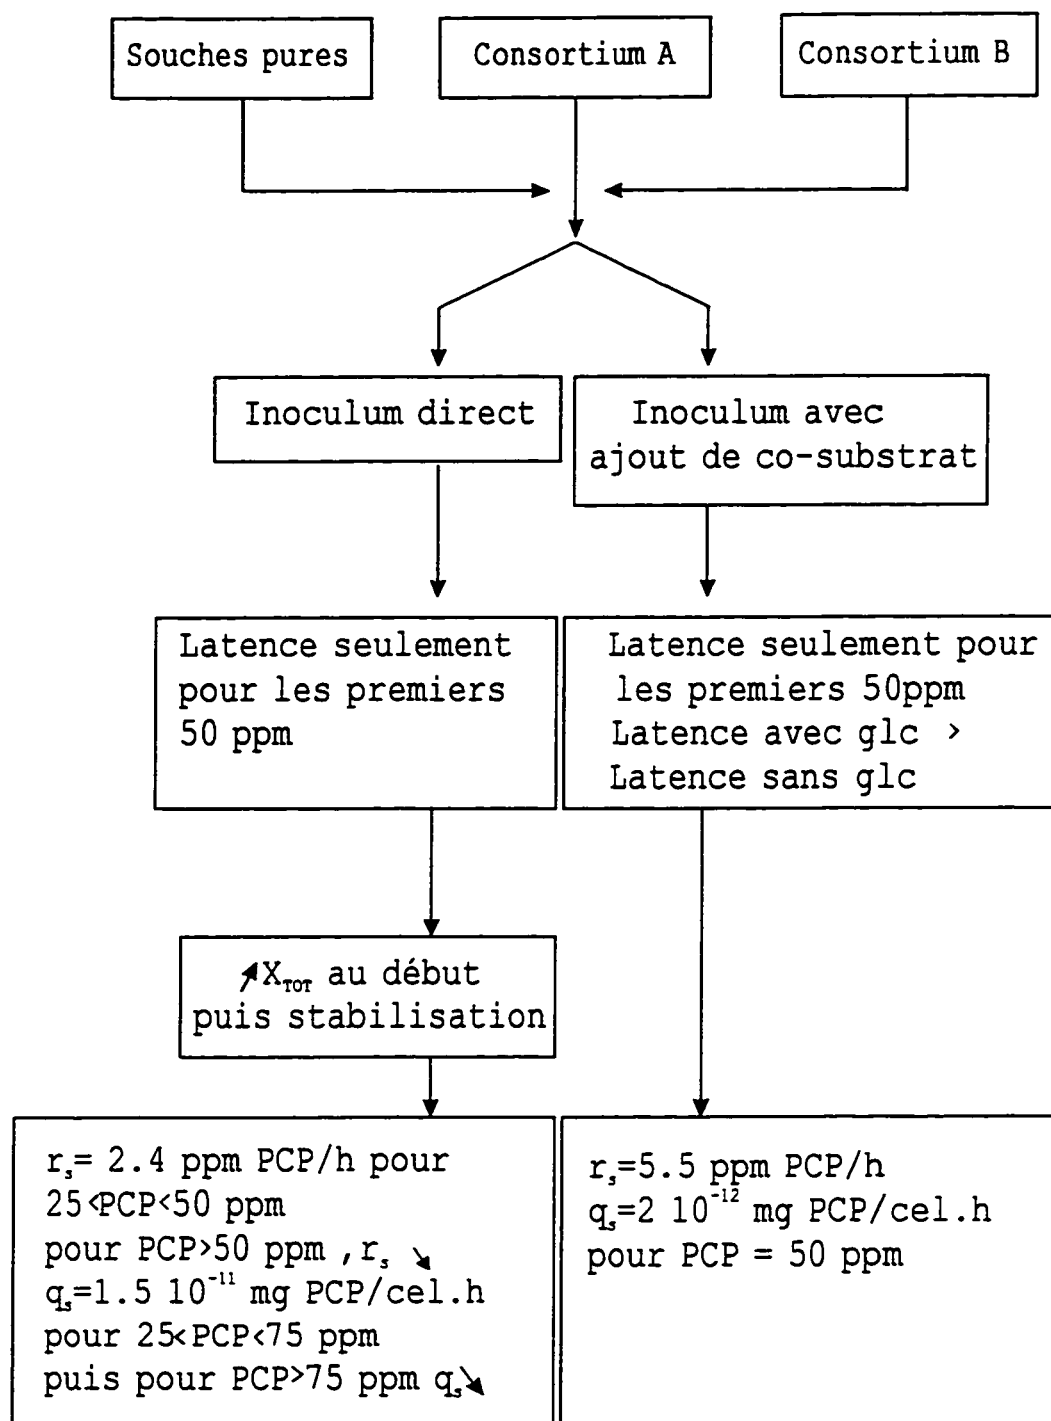 Souches pures
Consortium A
Consortium B
Inoculum direct
Inoculum avec
ajout de co-substrat
Latence seulement
pour les premiers
50 ppm
Latence seulement pour
les premiers 50ppm
Latence avec glc >
Latence sans glc
↗X_TOT au début
puis stabilisation
r_s= 2.4 ppm PCP/h pour
25<PCP<50 ppm
pour PCP>50 ppm , r_s ↘
q_s=1.5 10^-11 mg PCP/cel.h
pour 25<PCP<75 ppm
puis pour PCP>75 ppm q_s↘
r_s=5.5 ppm PCP/h
q_s=2 10^-12 mg PCP/cel.h
pour PCP = 50 ppm